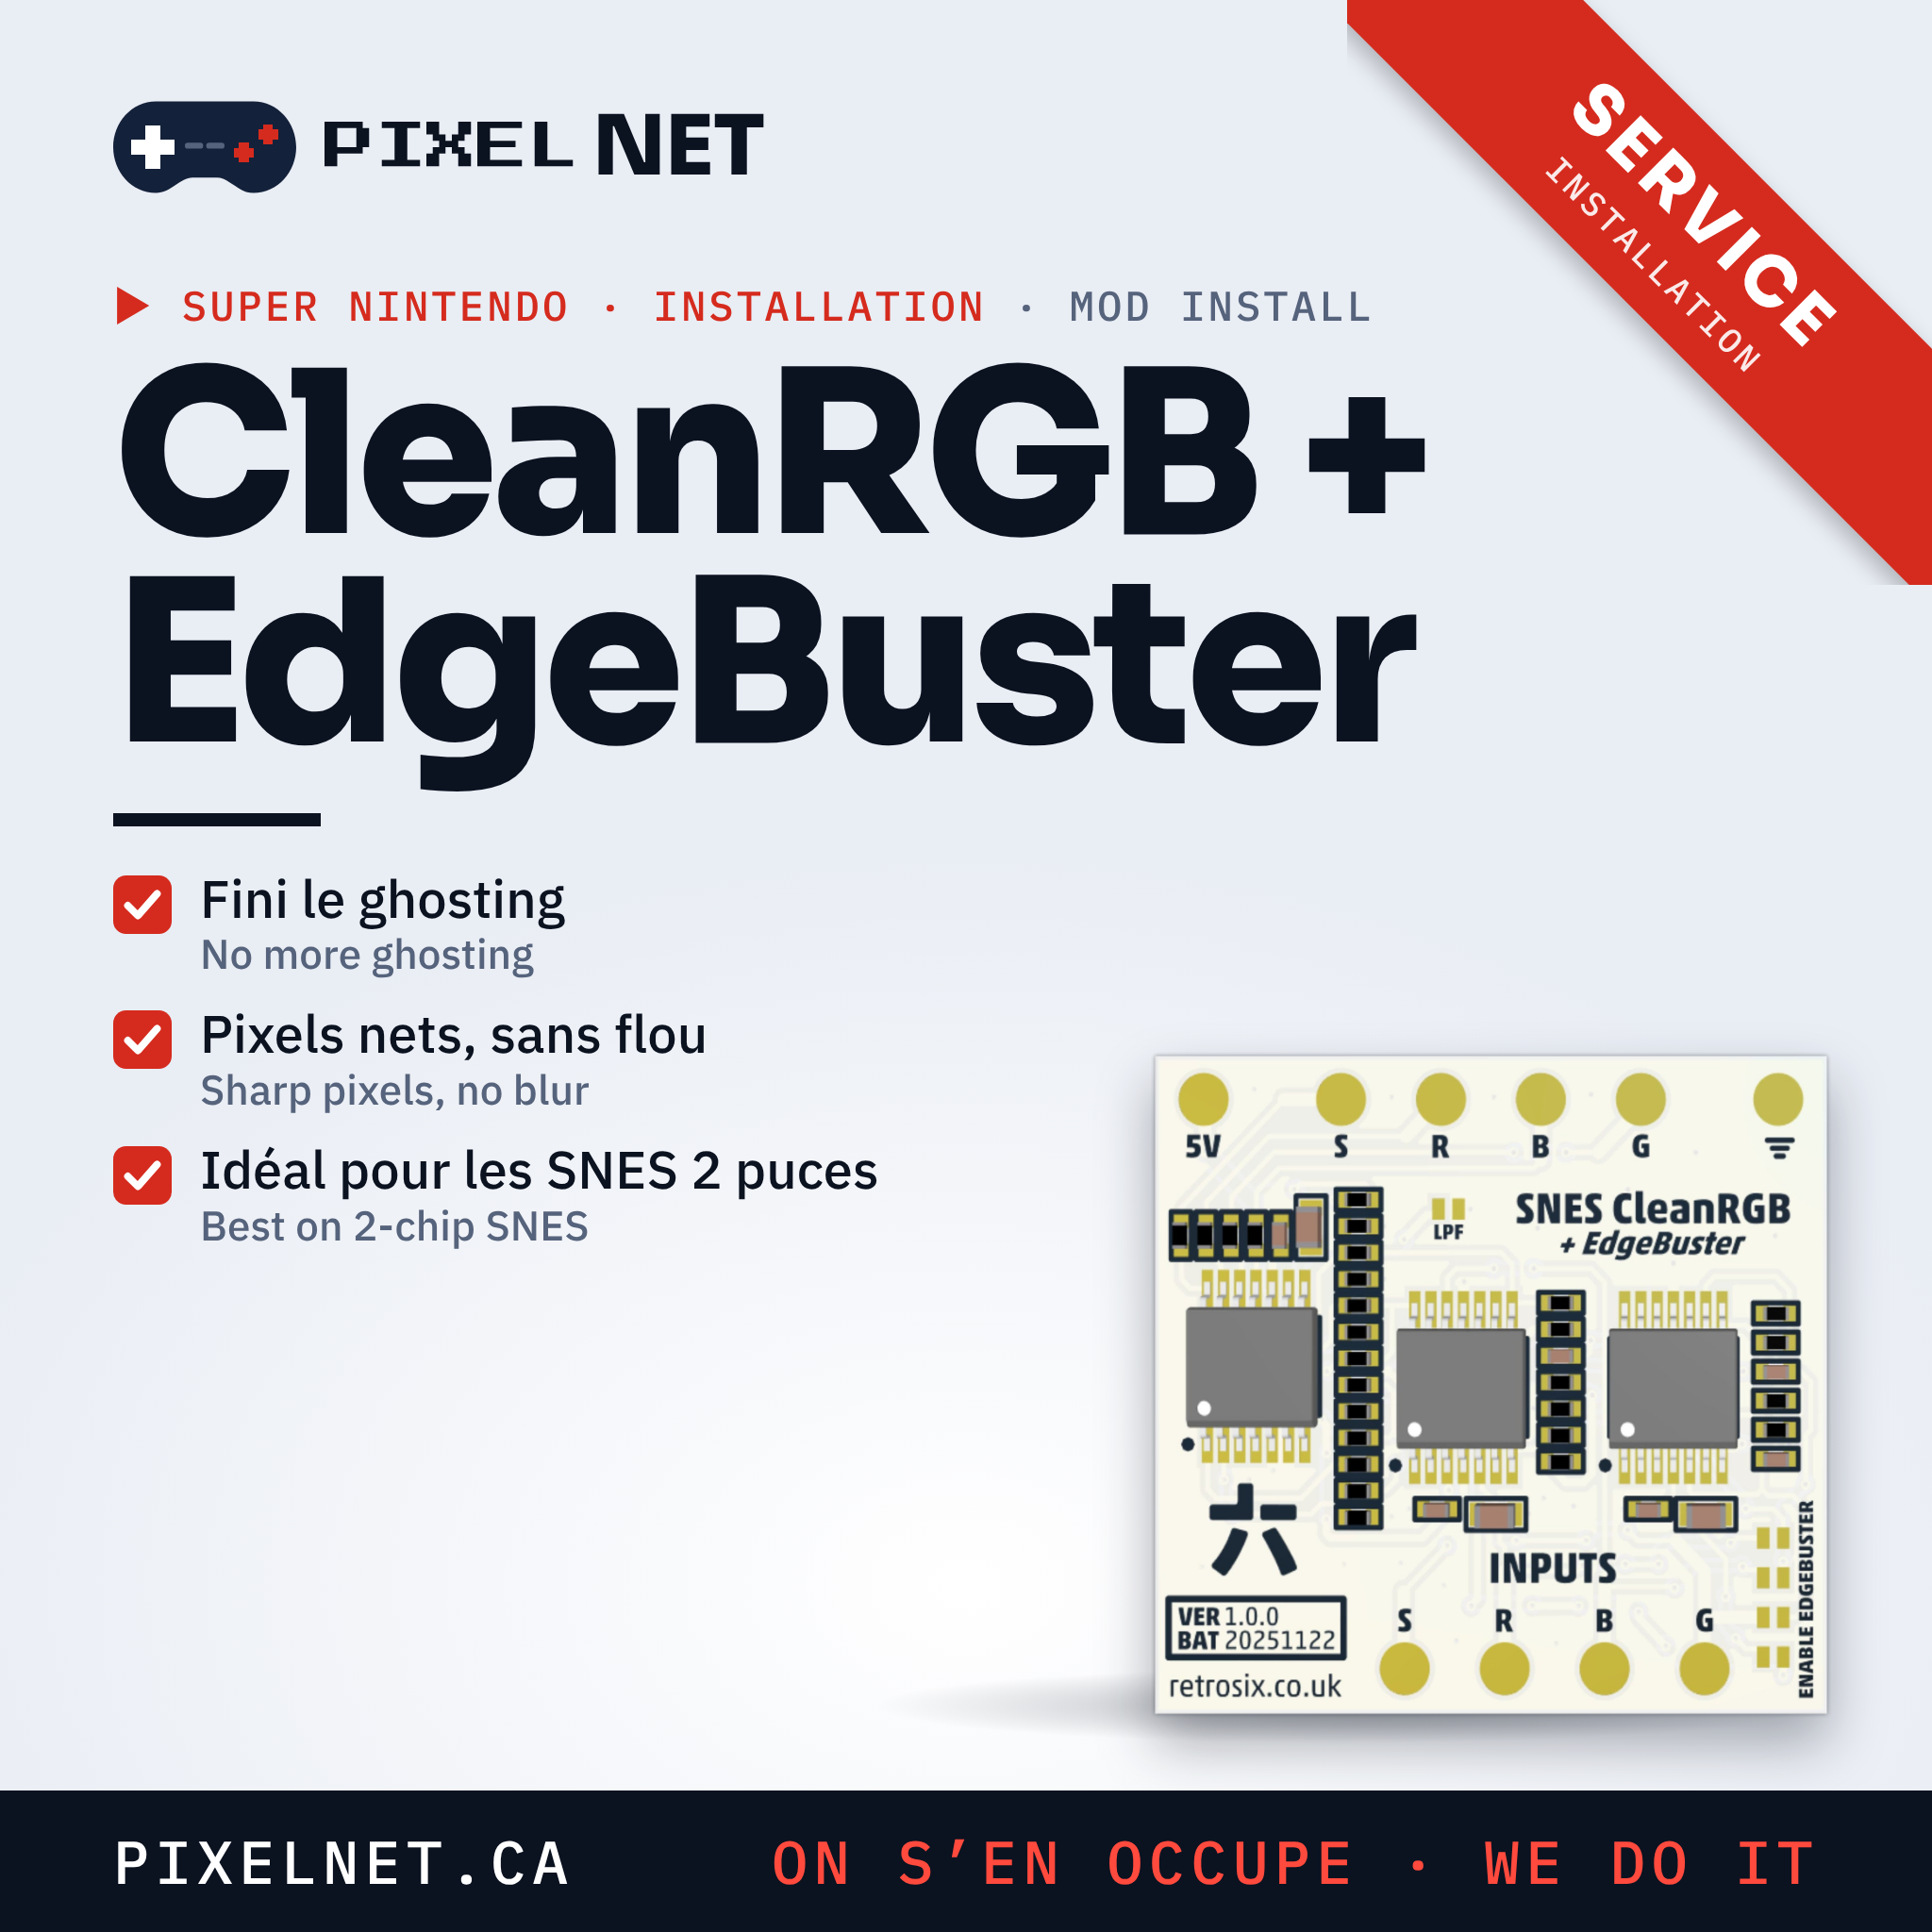 PIXEL NET
SERVICE
INSTALLATION
SUPER NINTENDO · INSTALLATION · MOD INSTALL
CleanRGB +
EdgeBuster
Fini le ghosting
No more ghosting
Pixels nets, sans flou
Sharp pixels, no blur
Idéal pour les SNES 2 puces
Best on 2-chip SNES
5V S R B G
LPF
SNES CleanRGB
+ EdgeBuster
六
INPUTS
S R B G
ENABLE EDGEBUSTER
VER 1.0.0
BAT 20251122
retrosix.co.uk
PIXELNET.CA
ON S’EN OCCUPE · WE DO IT